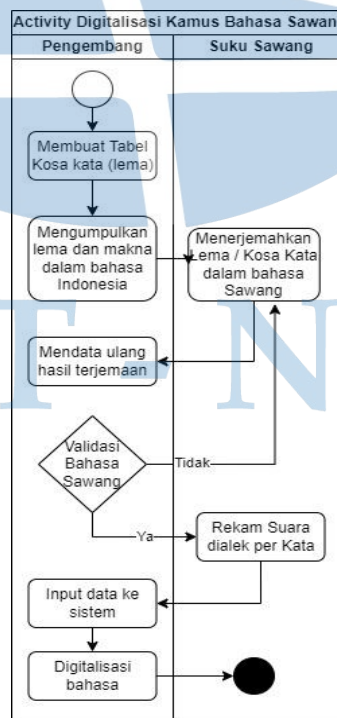 Activity Digitalisasi Kamus Bahasa Sawan
Pengembang
Suku Sawang
Membuat Tabel
Kosa kata (lema)
Mengumpulkan
lema dan makna
dalam bahasa
Indonesia
Menerjemahkan
Lema / Kosa Kata
dalam bahasa
Sawang
Mendata ulang
hasil terjemaan
Validasi
Bahasa
Sawang
Tidak
Ya
Rekam Suara
dialek per Kata
Input data ke
sistem
Digitalisasi
bahasa
T - N